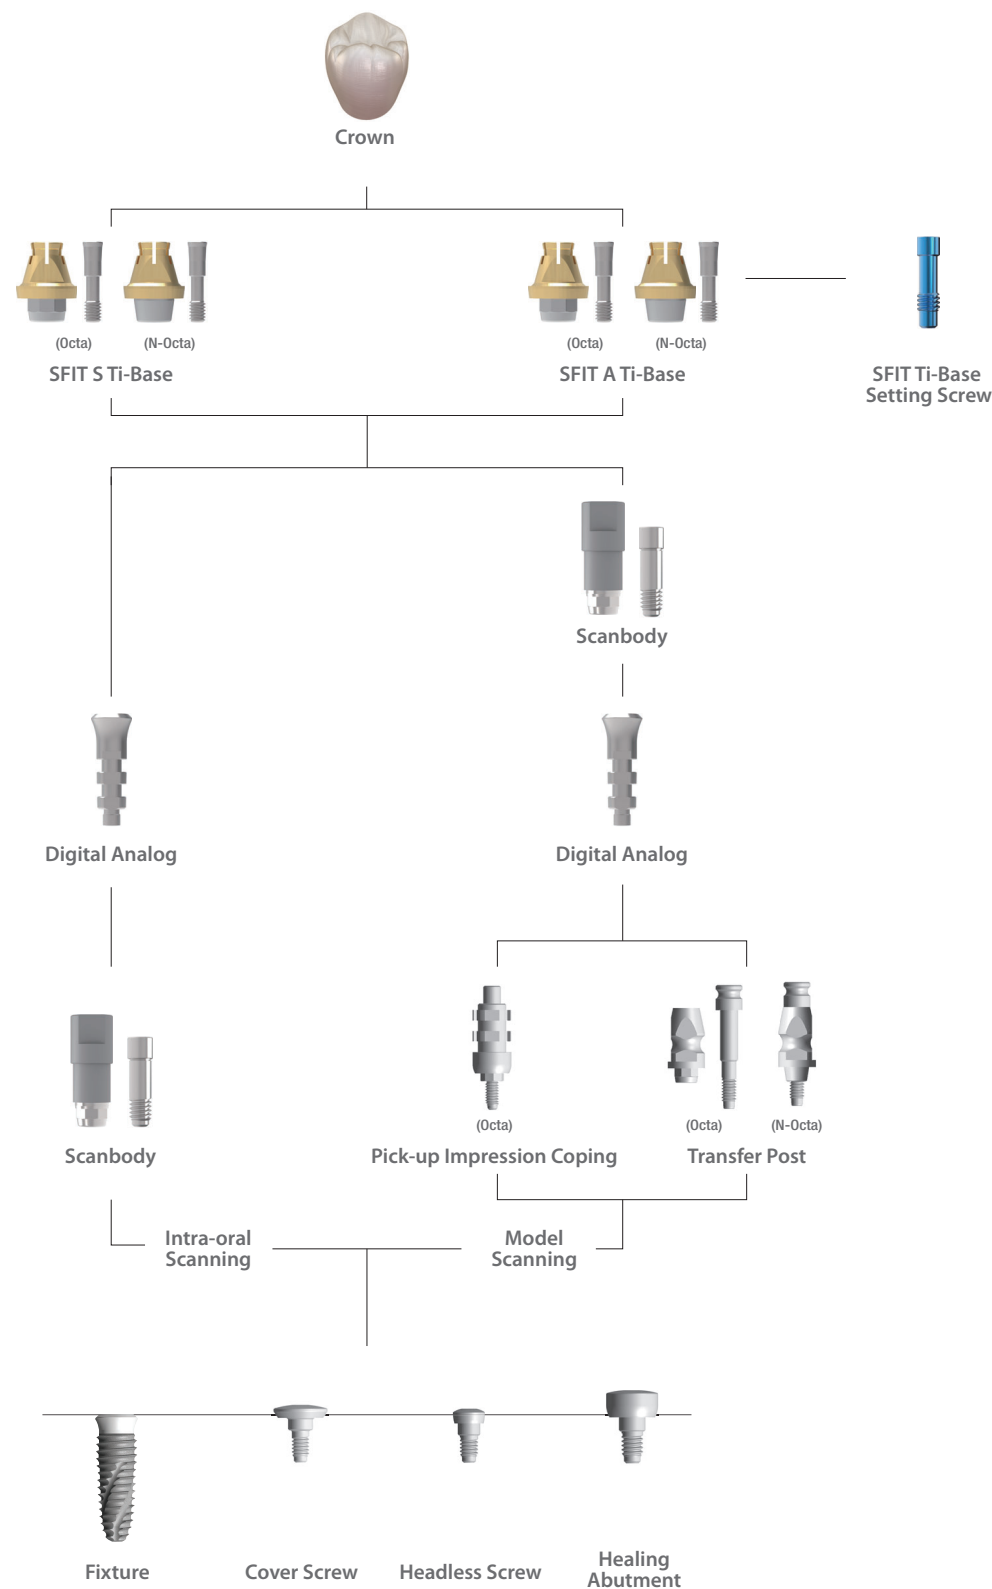 Crown
(Octa)
(N-Octa)
SFIT S Ti-Base
(Octa)
(N-Octa)
SFIT A Ti-Base
SFIT Ti-Base
Setting Screw
Scanbody
Digital Analog
Digital Analog
Scanbody
(Octa)
Pick-up Impression Coping
(Octa)
(N-Octa)
Transfer Post
Intra-oral
Scanning
Model
Scanning
Fixture
Cover Screw
Headless Screw
Healing
Abutment